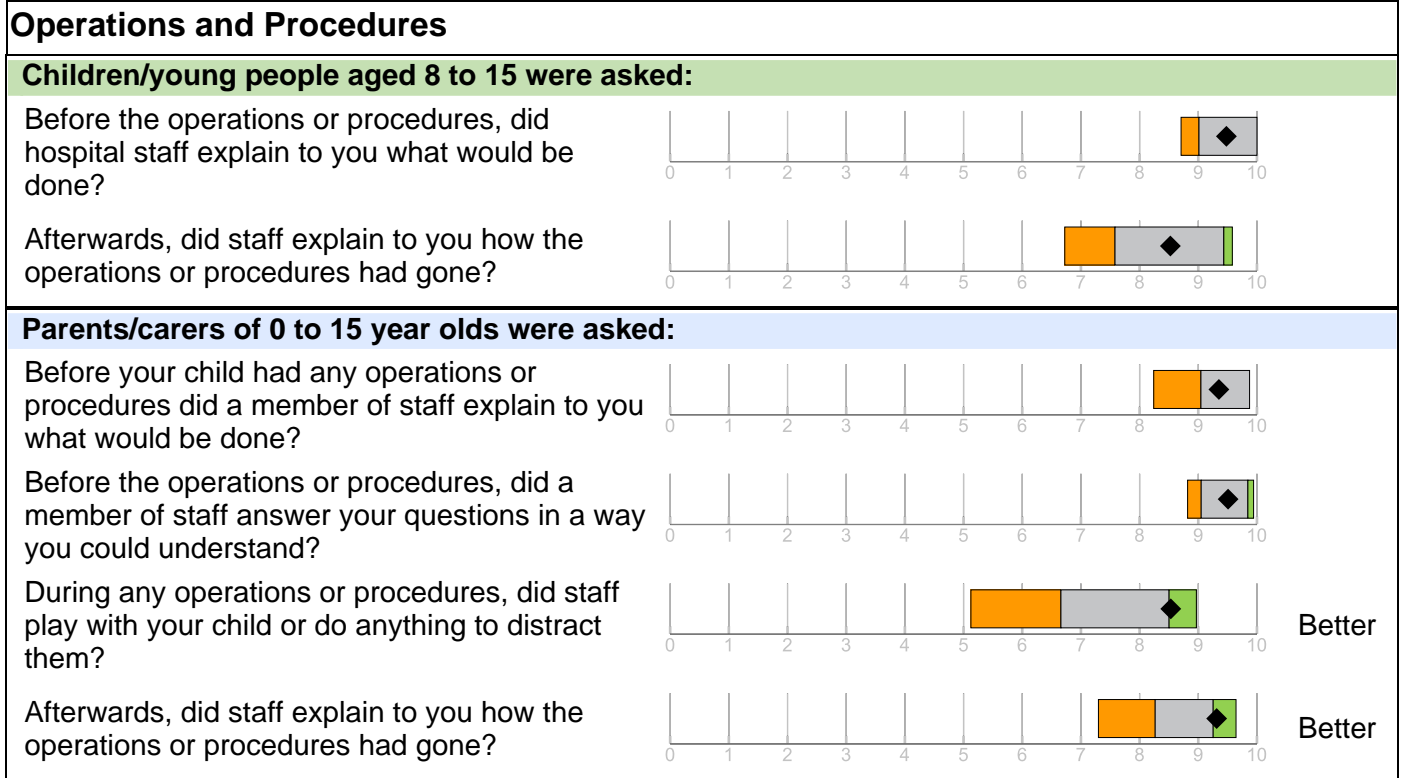 Operations and Procedures
Children/young people aged 8 to 15 were asked:
Before the operations or procedures, did
hospital staff explain to you what would be
done?
0 1 2 3 4 5 6 7 8 9 10
Afterwards, did staff explain to you how the
operations or procedures had gone?
0 1 2 3 4 5 6 7 8 9 10
Parents/carers of 0 to 15 year olds were asked:
Before your child had any operations or
procedures did a member of staff explain to you
what would be done?
0 1 2 3 4 5 6 7 8 9 10
Before the operations or procedures, did a
member of staff answer your questions in a way
you could understand?
0 1 2 3 4 5 6 7 8 9 10
During any operations or procedures, did staff
play with your child or do anything to distract
them?
0 1 2 3 4 5 6 7 8 9 10
Better
Afterwards, did staff explain to you how the
operations or procedures had gone?
0 1 2 3 4 5 6 7 8 9 10
Better